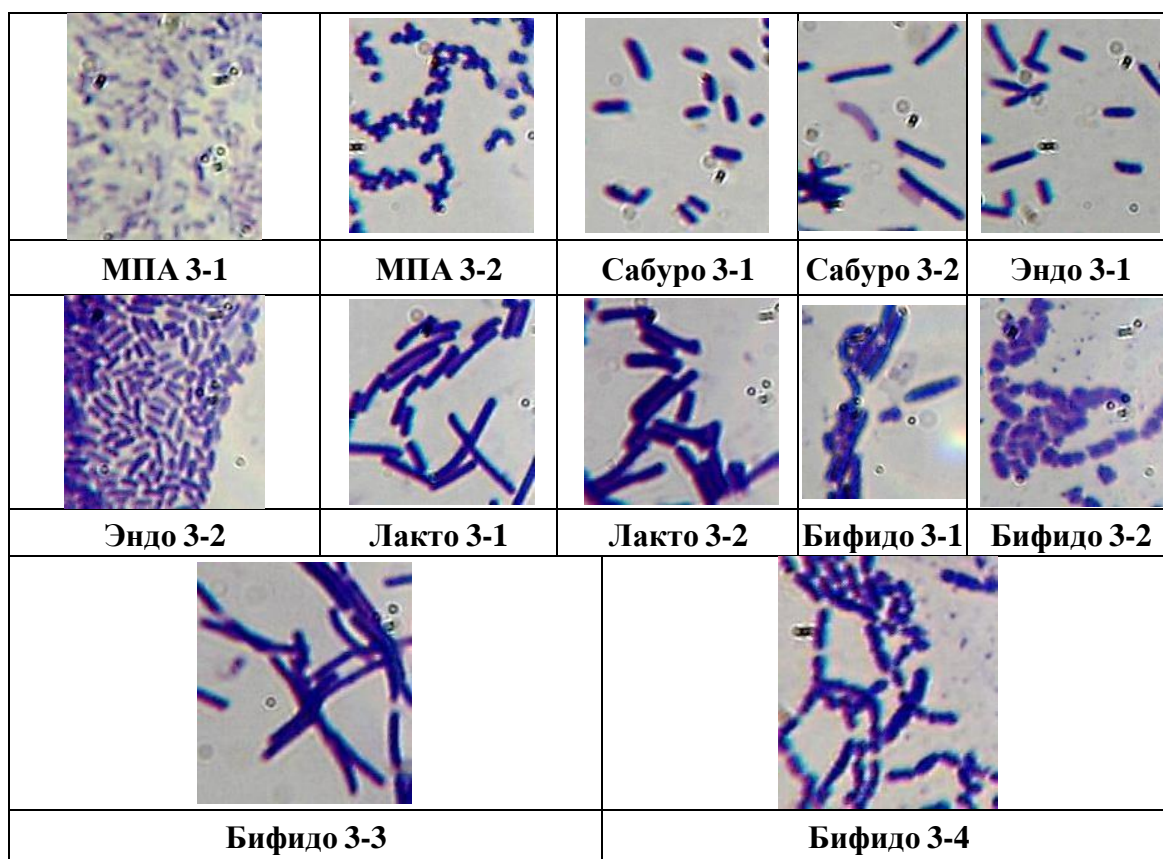 МПА 3-1 МПА 3-2 Сабуро 3-1 Сабуро 3-2 Эндо 3-1
Эндо 3-2 Лакто 3-1 Лакто 3-2 Бифидо 3-1 Бифидо 3-2
Бифидо 3-3 Бифидо 3-4